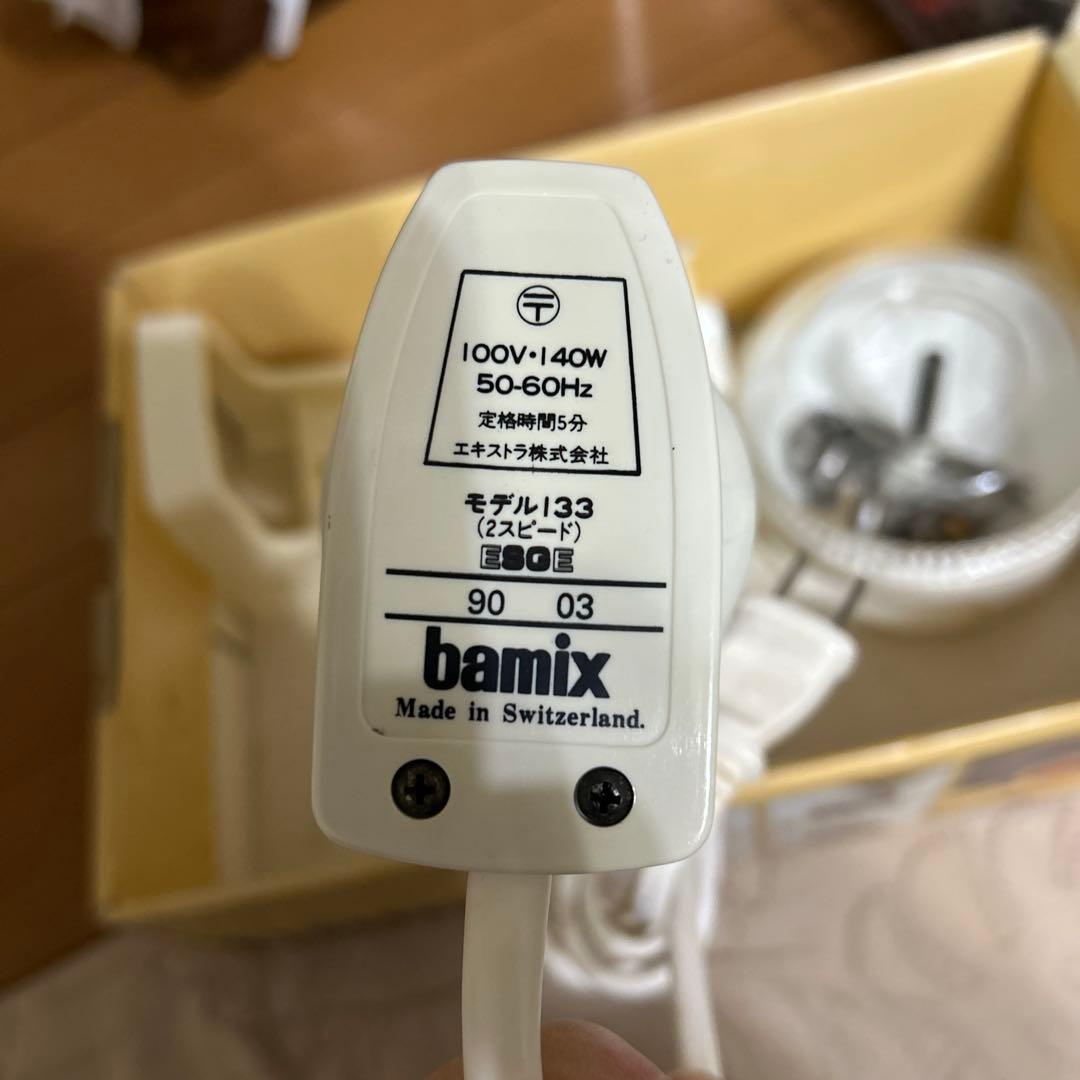 〒
100V・140W
50-60Hz
定格時間5分
エキストラ株式会社
モデル133
(2スピード)
ESGE
90 03
bamix
Made in Switzerland.